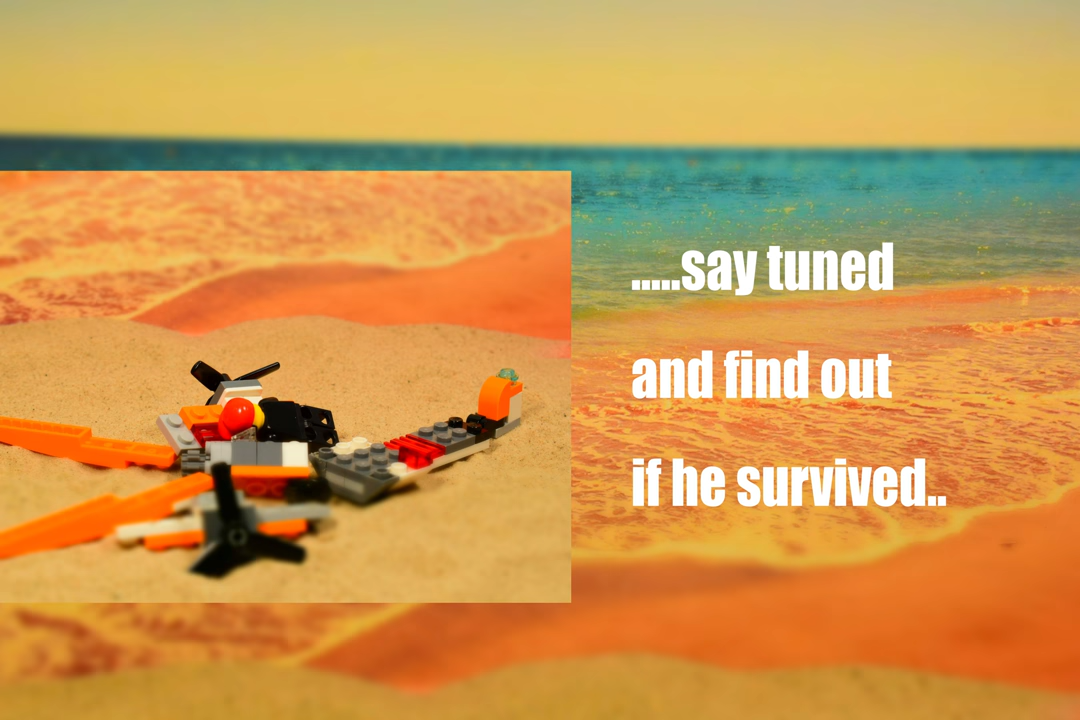 .....say tuned
and find out
if he survived..